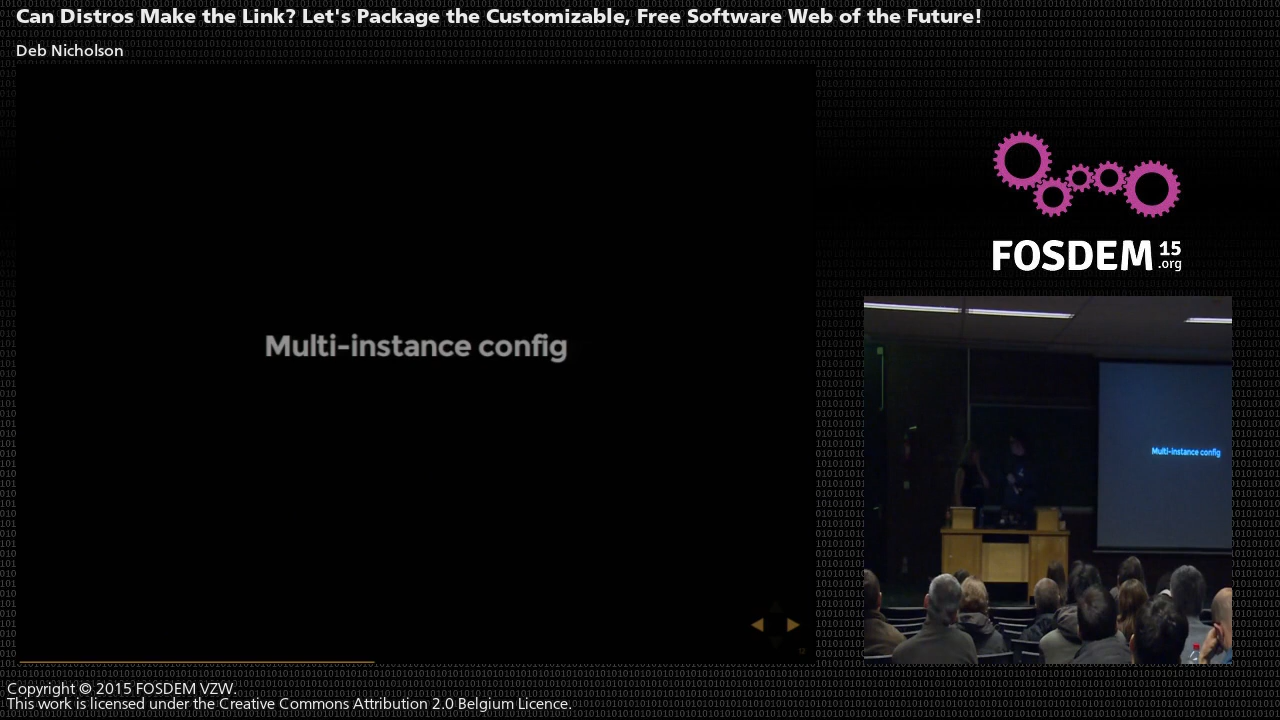 Can Distros Make the Link? Let's Package the Customizable, Free Software Web of the Future!
Deb Nicholson
Multi-instance config
FOSDEM 15
.org
Multi-instance config
Copyright © 2015 FOSDEM VZW.
This work is licensed under the Creative Commons Attribution 2.0 Belgium Licence.